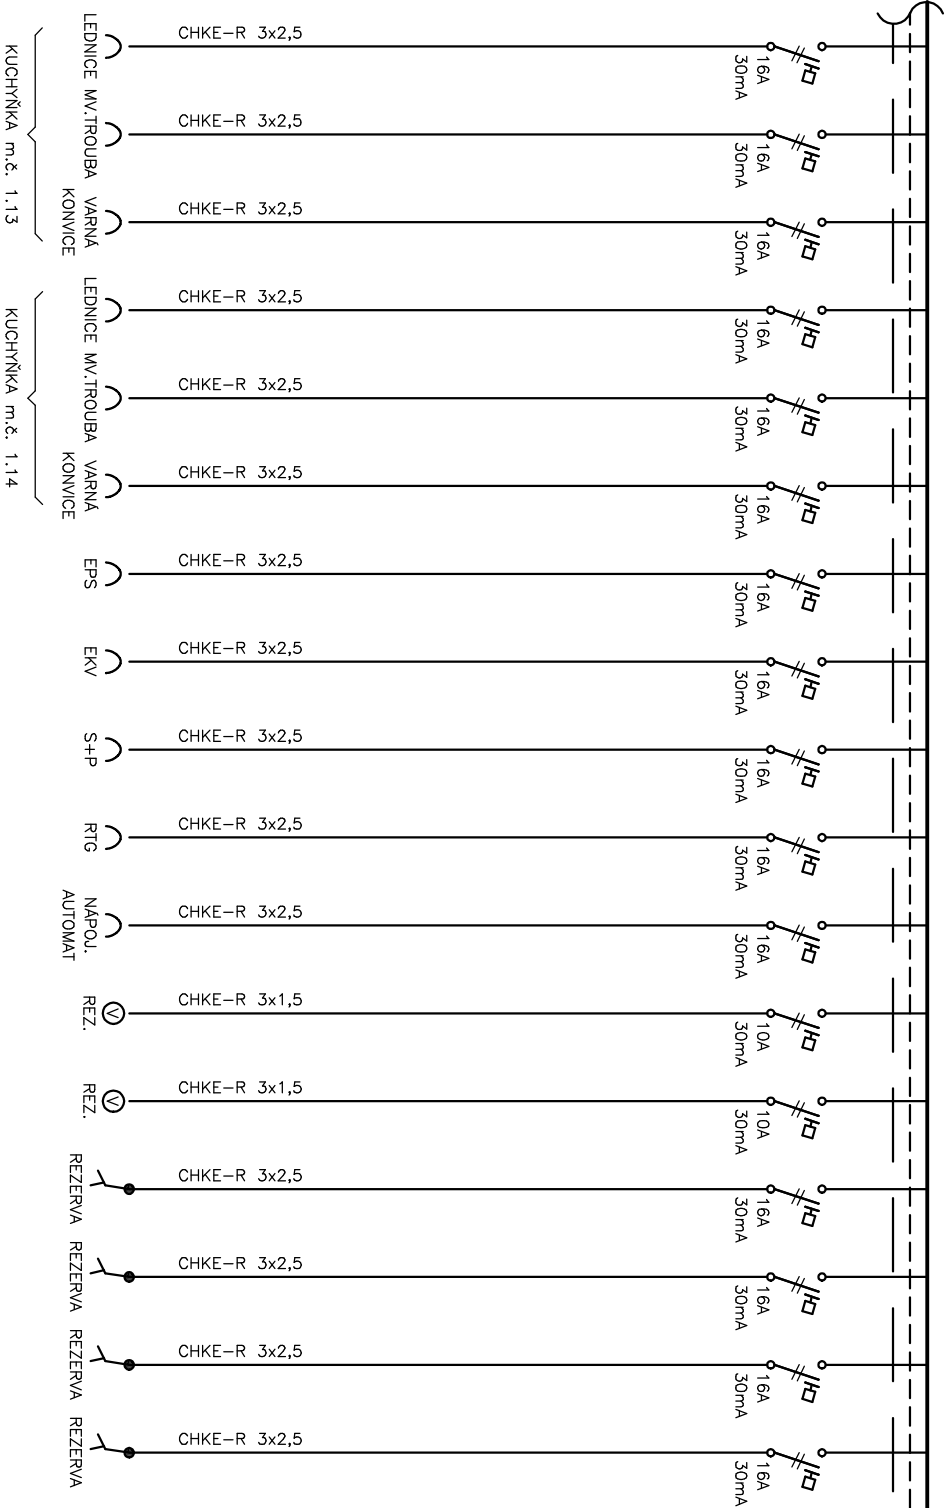 CHKE-R 3x2,5
16A
30mA
LEDNICE
CHKE-R 3x2,5
16A
30mA
MV.TROUBA
CHKE-R 3x2,5
16A
30mA
VARNÁ
KONVICE
KUCHYŇKA m.č. 1.13
CHKE-R 3x2,5
16A
30mA
LEDNICE
CHKE-R 3x2,5
16A
30mA
MV.TROUBA
CHKE-R 3x2,5
16A
30mA
VARNÁ
KONVICE
KUCHYŇKA m.č. 1.14
CHKE-R 3x2,5
16A
30mA
EPS
CHKE-R 3x2,5
16A
30mA
EKV
CHKE-R 3x2,5
16A
30mA
S+P
CHKE-R 3x2,5
16A
30mA
RTG
CHKE-R 3x2,5
16A
30mA
NÁPOJ.
AUTOMAT
CHKE-R 3x1,5
10A
30mA
V
REZ.
CHKE-R 3x1,5
10A
30mA
V
REZ.
CHKE-R 3x2,5
16A
30mA
REZERVA
CHKE-R 3x2,5
16A
30mA
REZERVA
CHKE-R 3x2,5
16A
30mA
REZERVA
CHKE-R 3x2,5
16A
30mA
REZERVA